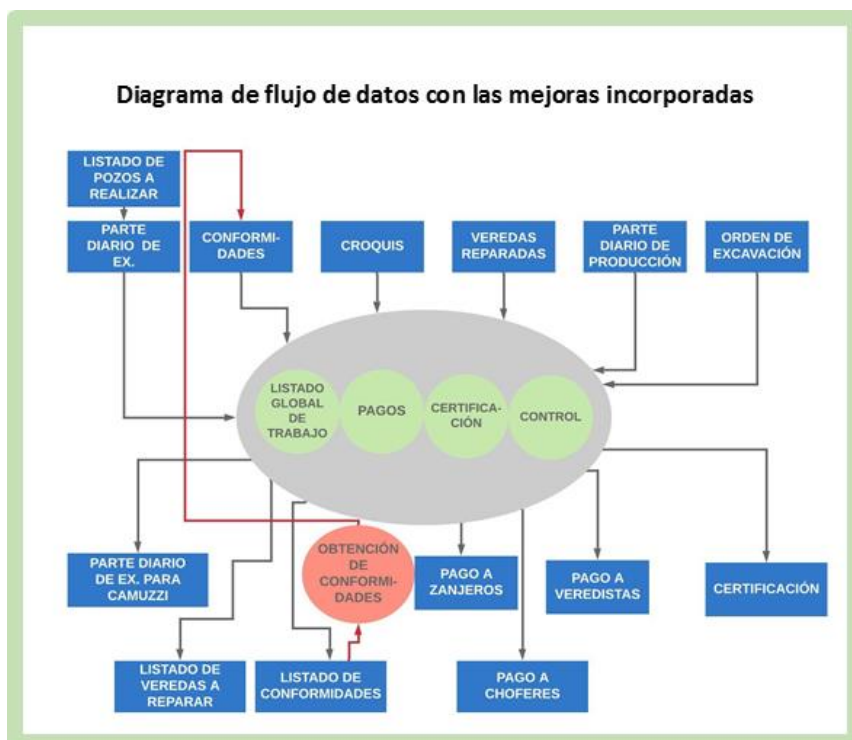 Diagrama de flujo de datos con las mejoras incorporadas
LISTADO DE
POZOS A
REALIZAR
PARTE
DIARIO DE
EX.
CONFORMI-
DADES
CROQUIS
VEREDAS
REPARADAS
PARTE
DIARIO DE
PRODUCCIÓN
ORDEN DE
EXCAVACIÓN
LISTADO
GLOBAL
DE
TRABAJO
PAGOS
CERTIFICA-
CIÓN
CONTROL
PARTE DIARIO
DE EX. PARA
CAMUZZI
OBTENCIÓN
DE
CONFORMI-
DADES
PAGO A
ZANJEROS
PAGO A
VEREDISTAS
CERTIFICACIÓN
LISTADO DE
VEREDAS A
REPARAR
LISTADO DE
CONFORMIDADES
PAGO A
CHOFERES